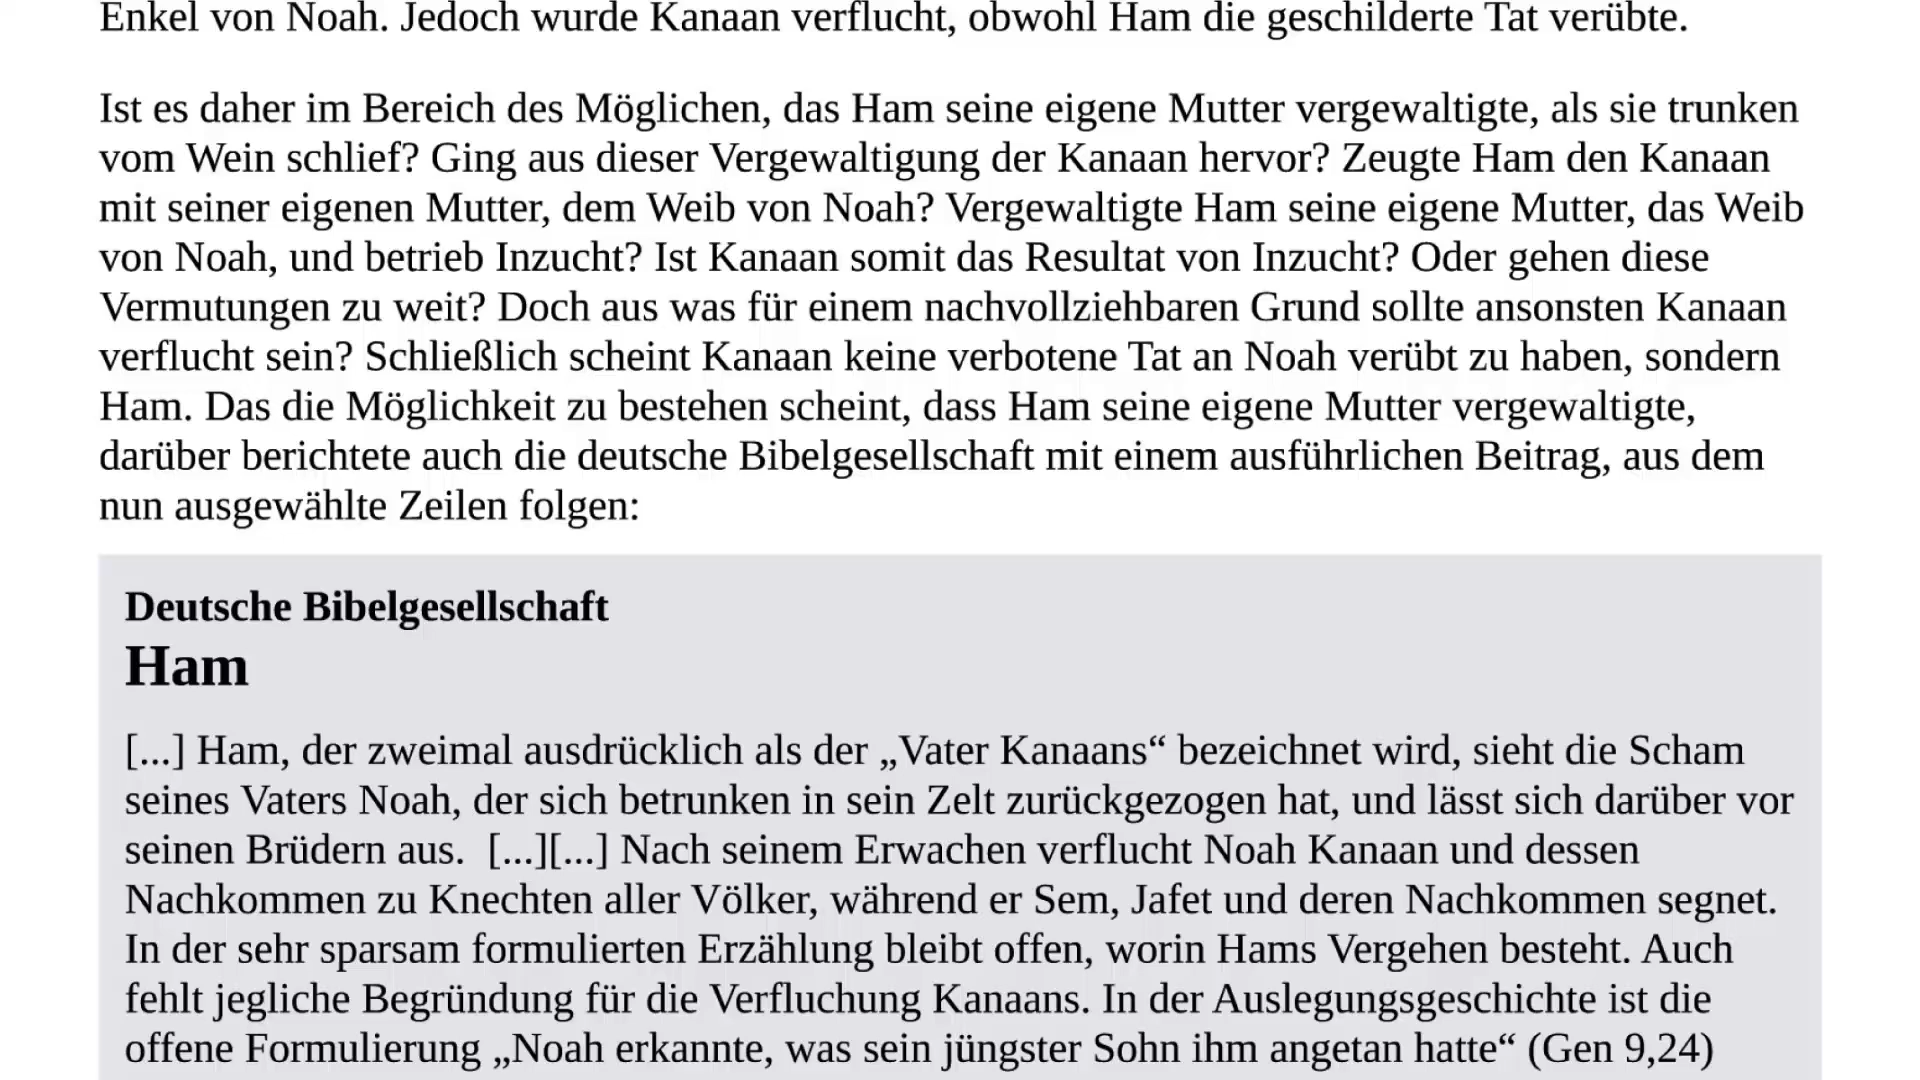 Enkel von Noah. Jedoch wurde Kanaan verflucht, obwohl Ham die geschilderte Tat verübte.
Ist es daher im Bereich des Möglichen, das Ham seine eigene Mutter vergewaltigte, als sie trunken
vom Wein schlief? Ging aus dieser Vergewaltigung der Kanaan hervor? Zeugte Ham den Kanaan
mit seiner eigenen Mutter, dem Weib von Noah? Vergewaltigte Ham seine eigene Mutter, das Weib
von Noah, und betrieb Inzucht? Ist Kanaan somit das Resultat von Inzucht? Oder gehen diese
Vermutungen zu weit? Doch aus was für einem nachvollziehbaren Grund sollte ansonsten Kanaan
verflucht sein? Schließlich scheint Kanaan keine verbotene Tat an Noah verübt zu haben, sondern
Ham. Das die Möglichkeit zu bestehen scheint, dass Ham seine eigene Mutter vergewaltigte,
darüber berichtete auch die deutsche Bibelgesellschaft mit einem ausführlichen Beitrag, aus dem
nun ausgewählte Zeilen folgen:
Deutsche Bibelgesellschaft
Ham
[...] Ham, der zweimal ausdrücklich als der „Vater Kanaans“ bezeichnet wird, sieht die Scham
seines Vaters Noah, der sich betrunken in sein Zelt zurückgezogen hat, und lässt sich darüber vor
seinen Brüdern aus.  [...][...] Nach seinem Erwachen verflucht Noah Kanaan und dessen
Nachkommen zu Knechten aller Völker, während er Sem, Jafet und deren Nachkommen segnet.
In der sehr sparsam formulierten Erzählung bleibt offen, worin Hams Vergehen besteht. Auch
fehlt jegliche Begründung für die Verfluchung Kanaans. In der Auslegungsgeschichte ist die
offene Formulierung „Noah erkannte, was sein jüngster Sohn ihm angetan hatte“ (Gen 9,24)